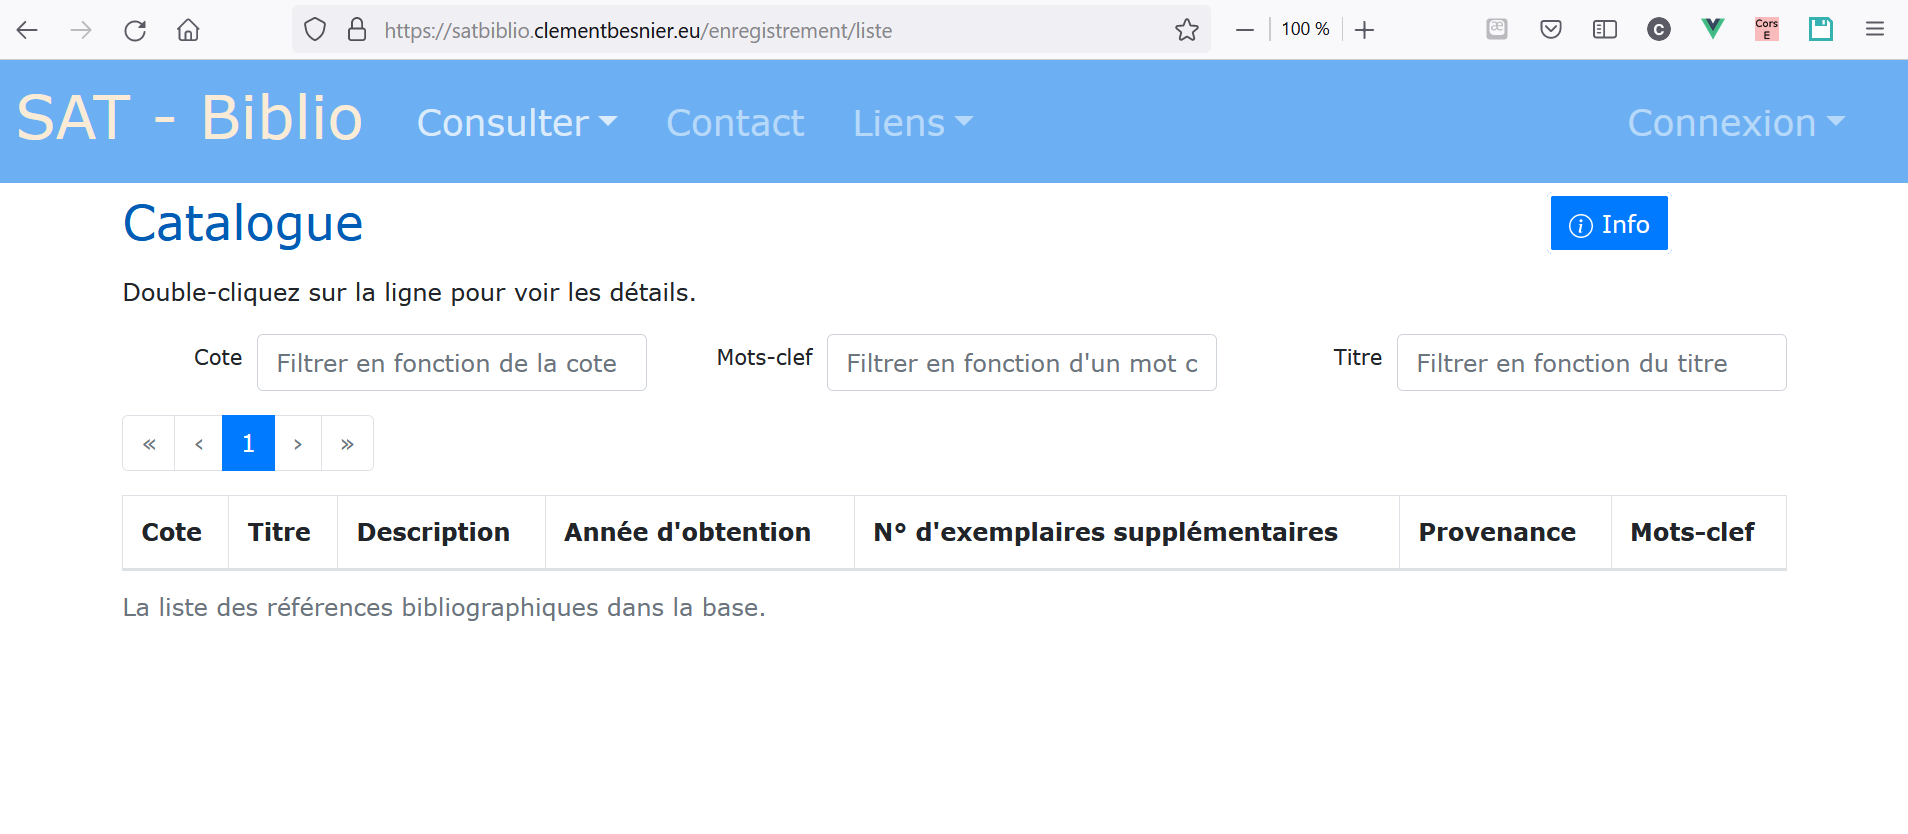 https://satbiblio.clementbesnier.eu/enregistrement/liste
100 %
C
Cors
E
æ
SAT - Biblio
Consulter
Contact
Liens
Connexion
Catalogue
Info
Double-cliquez sur la ligne pour voir les détails.
Cote Filtrer en fonction de la cote
Mots-clef Filtrer en fonction d'un mot c
Titre Filtrer en fonction du titre
« ‹ 1 › »
Cote Titre Description Année d'obtention N° d'exemplaires supplémentaires Provenance Mots-clef
La liste des références bibliographiques dans la base.